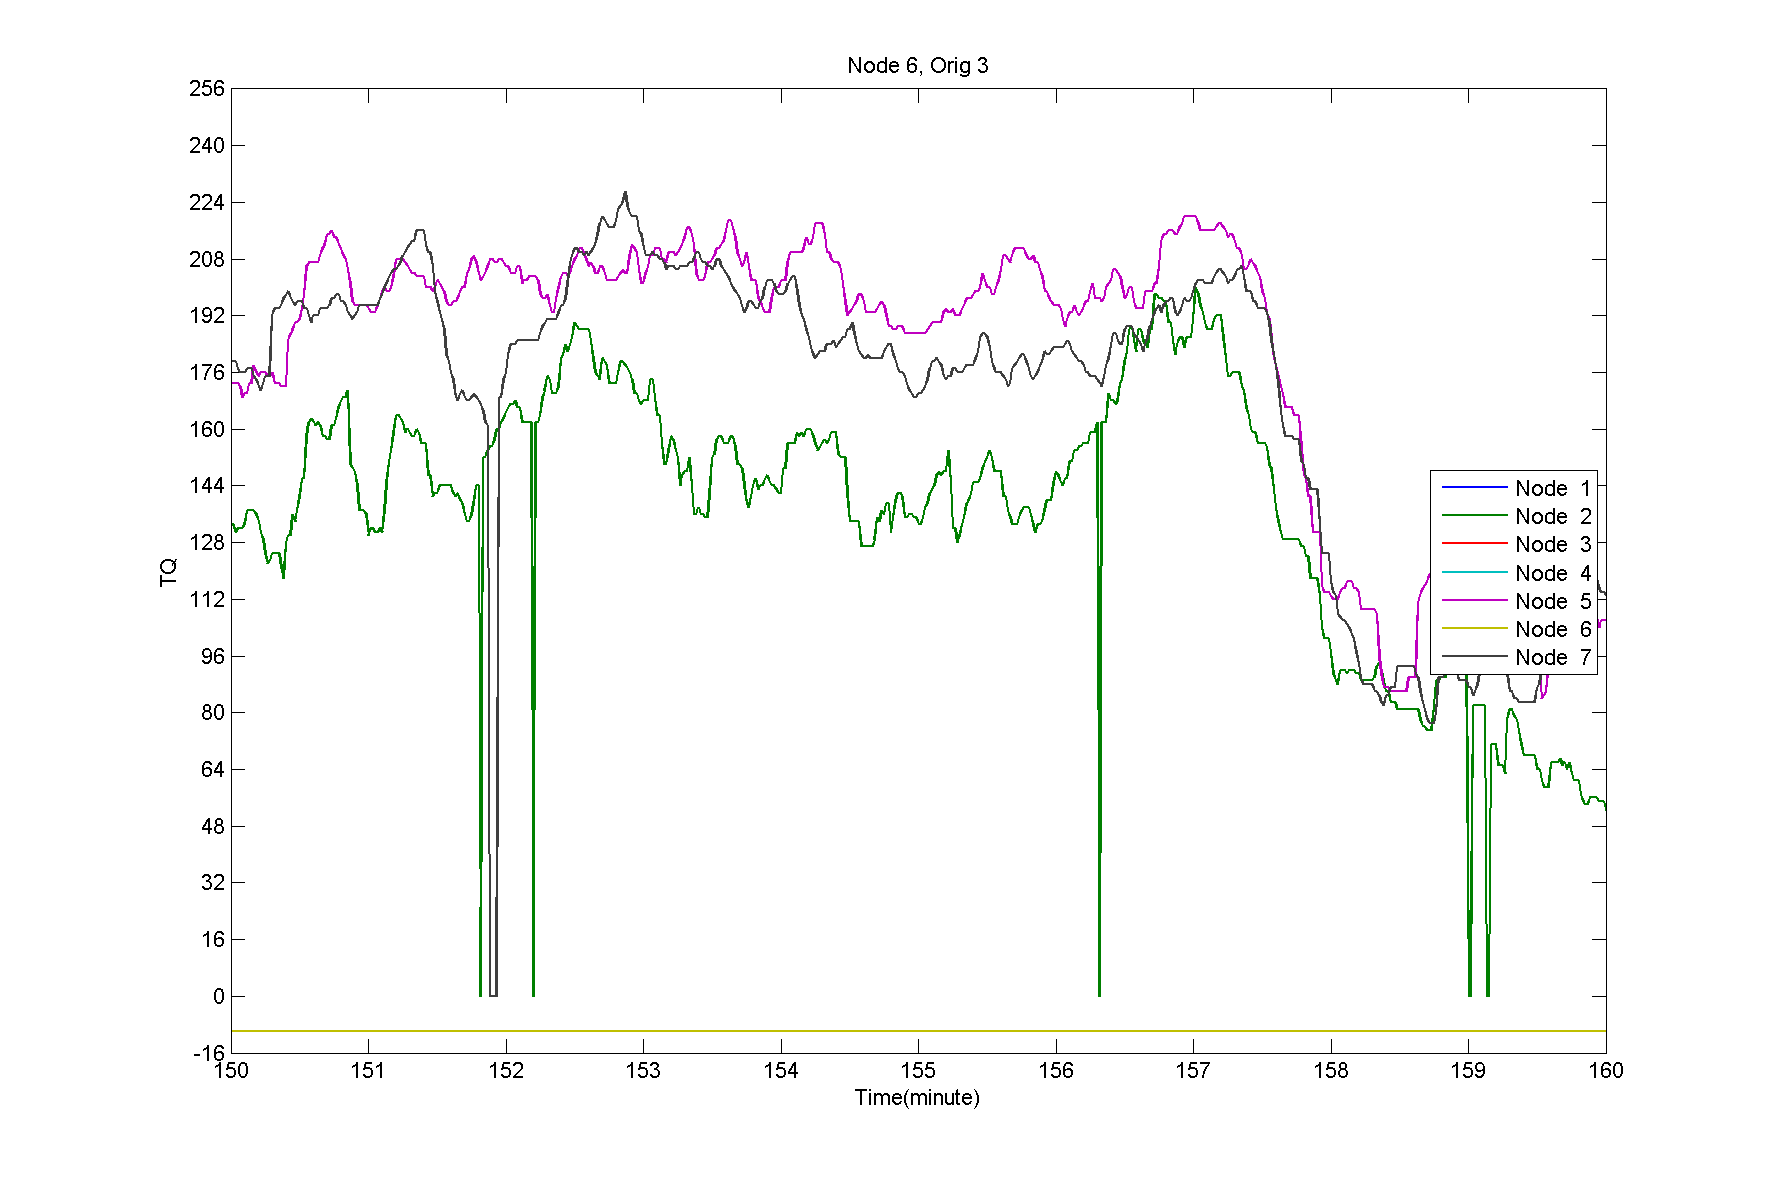 Node 6, Orig 3
256
240
224
208
192
176
160
144
128
112
96
80
64
48
32
16
0
-16
TQ
Node 1
Node 2
Node 3
Node 4
Node 5
Node 6
Node 7
150 151 152 153 154 155 156 157 158 159 160
Time(minute)